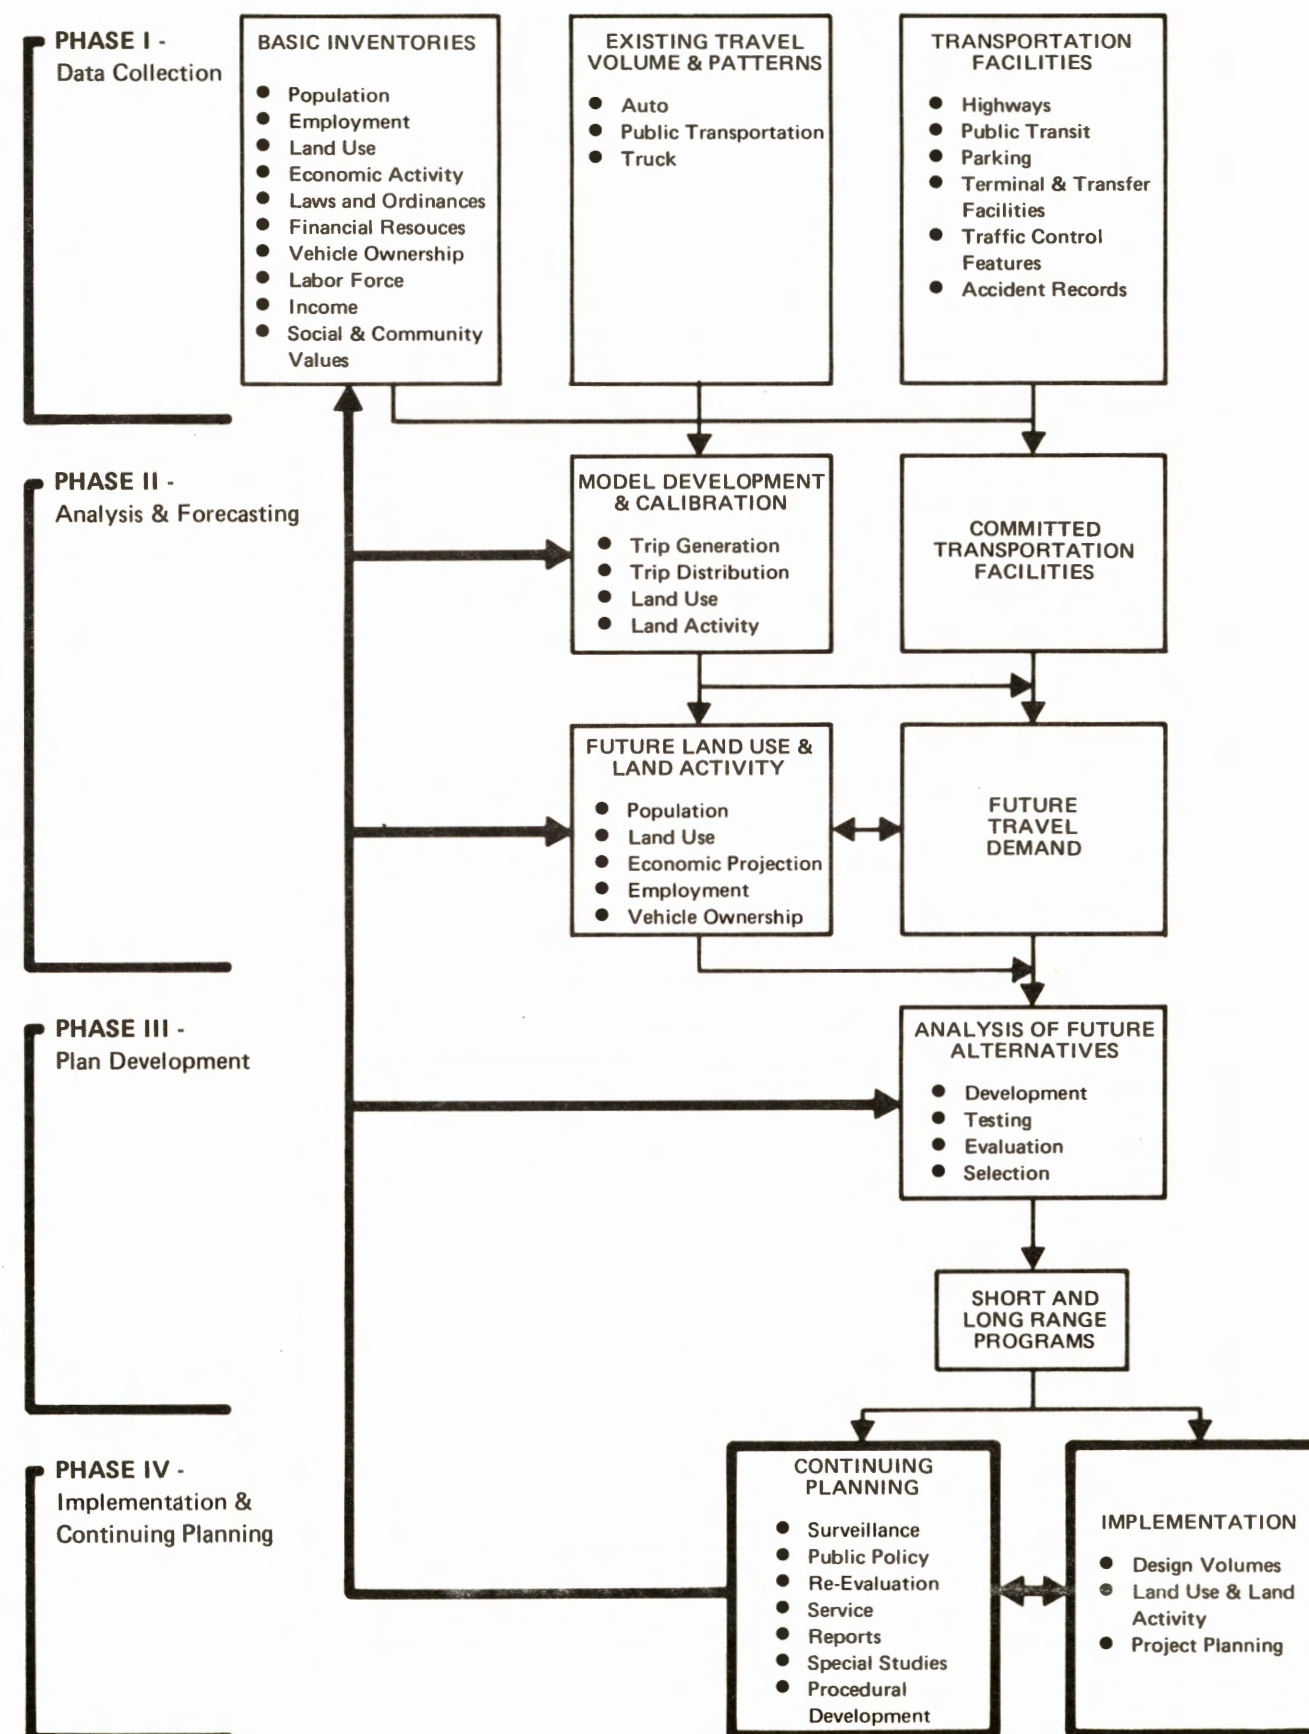 PHASE I -
Data Collection
BASIC INVENTORIES
● Population
● Employment
● Land Use
● Economic Activity
● Laws and Ordinances
● Financial Resouces
● Vehicle Ownership
● Labor Force
● Income
● Social & Community
Values
EXISTING TRAVEL
VOLUME & PATTERNS
● Auto
● Public Transportation
● Truck
TRANSPORTATION
FACILITIES
● Highways
● Public Transit
● Parking
● Terminal & Transfer
Facilities
● Traffic Control
Features
● Accident Records
PHASE II -
Analysis & Forecasting
MODEL DEVELOPMENT
& CALIBRATION
● Trip Generation
● Trip Distribution
● Land Use
● Land Activity
COMMITTED
TRANSPORTATION
FACILITIES
FUTURE LAND USE &
LAND ACTIVITY
● Population
● Land Use
● Economic Projection
● Employment
● Vehicle Ownership
FUTURE
TRAVEL
DEMAND
PHASE III -
Plan Development
ANALYSIS OF FUTURE
ALTERNATIVES
● Development
● Testing
● Evaluation
● Selection
SHORT AND
LONG RANGE
PROGRAMS
PHASE IV -
Implementation &
Continuing Planning
CONTINUING
PLANNING
● Surveillance
● Public Policy
● Re-Evaluation
● Service
● Reports
● Special Studies
● Procedural
Development
IMPLEMENTATION
● Design Volumes
● Land Use & Land
Activity
● Project Planning